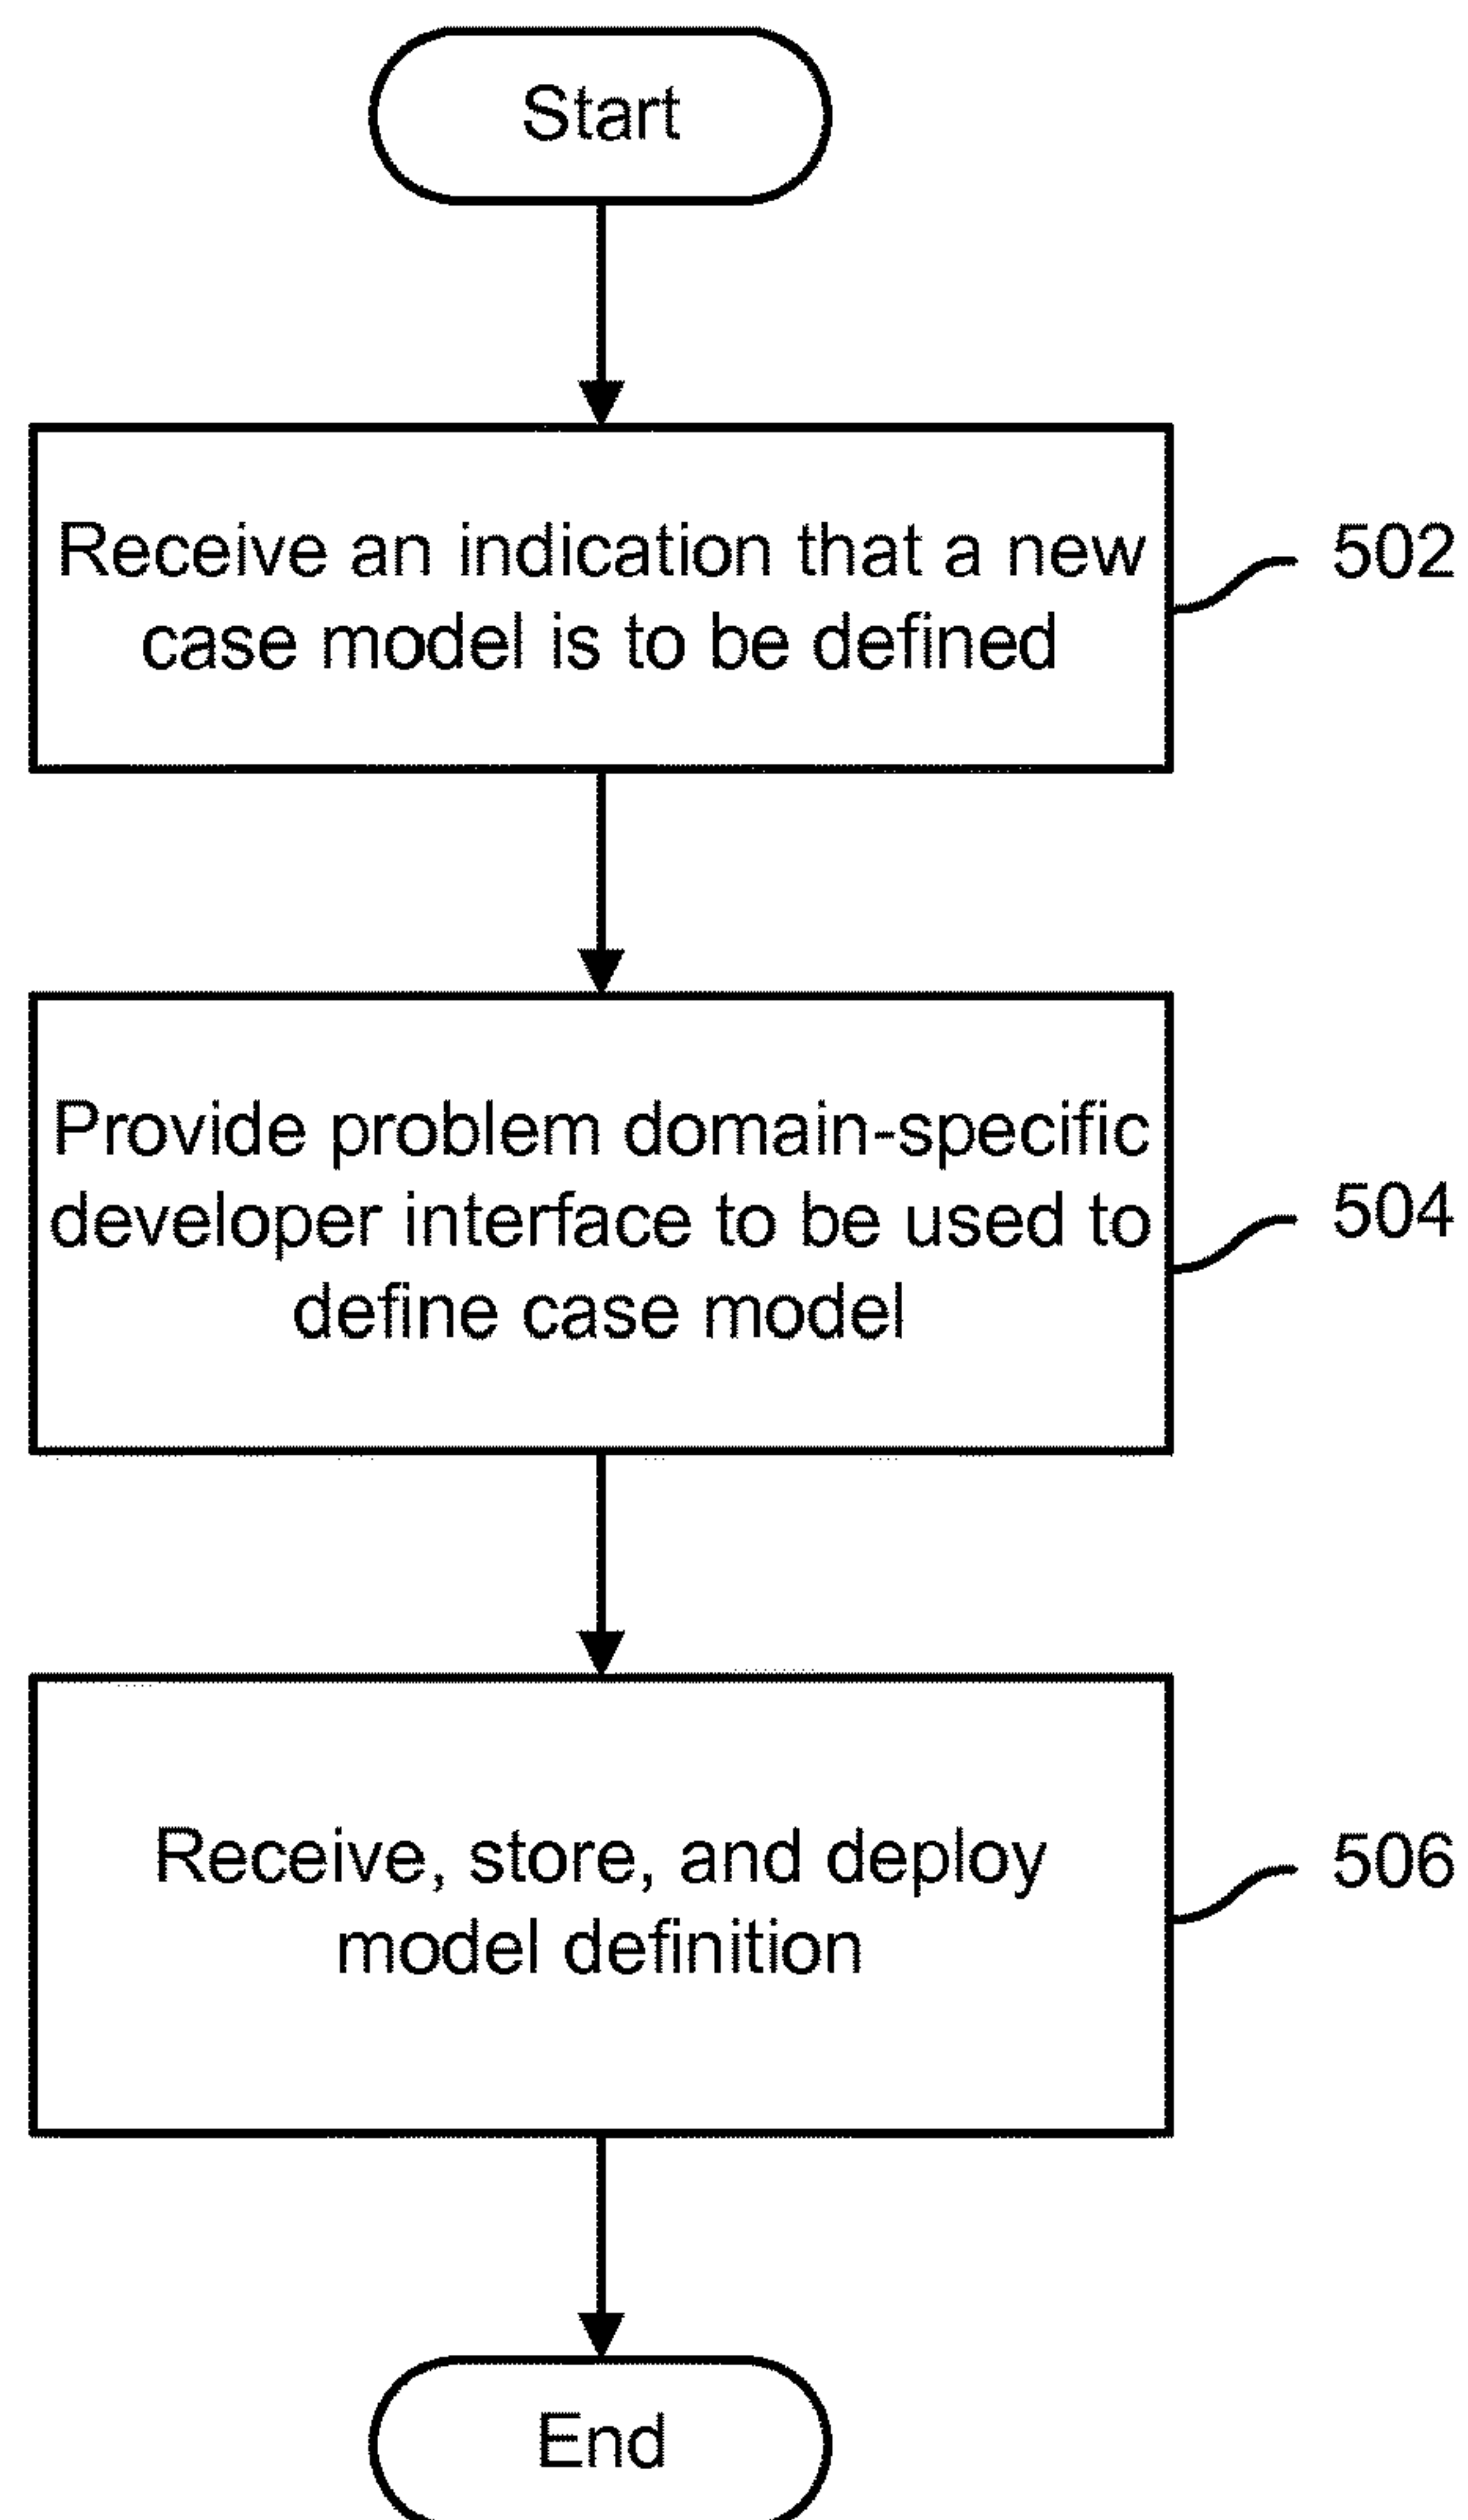 Start
Receive an indication that a new
case model is to be defined
502
Provide problem domain-specific
developer interface to be used to
define case model
504
Receive, store, and deploy
model definition
506
End